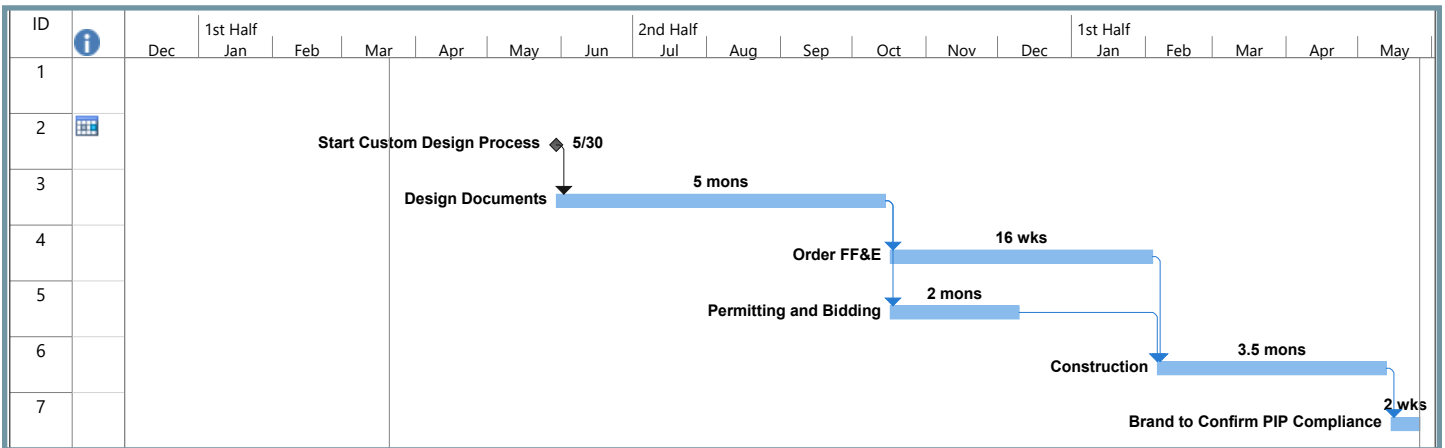 ID
1st Half 2nd Half 1st Half
Dec Jan Feb Mar Apr May Jun Jul Aug Sep Oct Nov Dec Jan Feb Mar Apr May
1
2 Start Custom Design Process 5/30
3 Design Documents 5 mons
4 Order FF&E 16 wks
5 Permitting and Bidding 2 mons
6 Construction 3.5 mons
7 Brand to Confirm PIP Compliance 2 wks